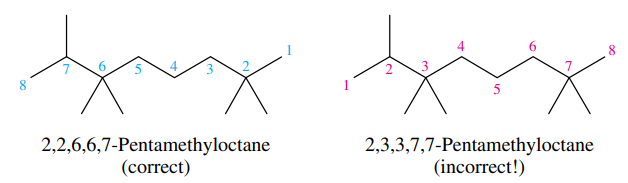 8 7 6 5 4 3 2 1
1 2 3 4 5 6 7 8
2,2,6,6,7-Pentamethyloctane
(correct)
2,3,3,7,7-Pentamethyloctane
(incorrect!)